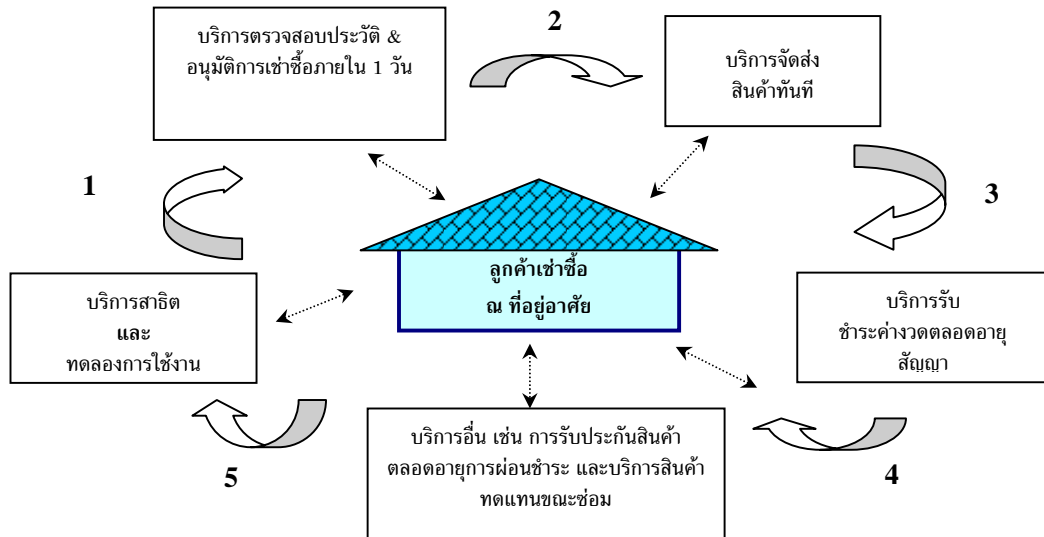 บริการตรวจสอบประวัติ &
อนุมัติการเช่าซื้อภายใน 1 วัน
2
บริการจัดส่ง
สินค้าทันที
1
3
ลูกค้าเช่าซื้อ
ณ ที่อยู่อาศัย
บริการสาธิต
และ
ทดลองการใช้งาน
บริการรับ
ชำระค่างวดตลอดอายุ
สัญญา
บริการอื่น เช่น การรับประกันสินค้า
ตลอดอายุการผ่อนชำระ และบริการสินค้า
ทดแทนขณะซ่อม
5
4